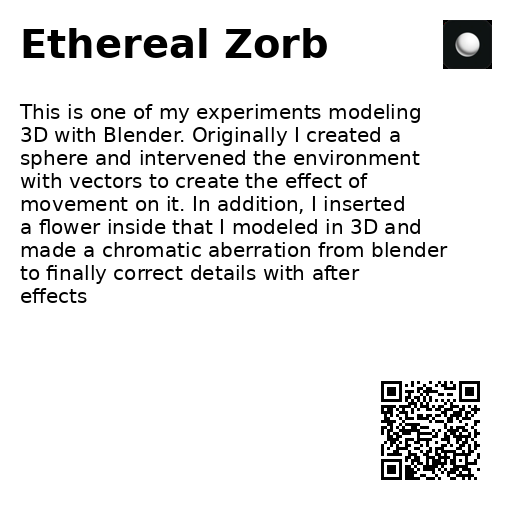 Ethereal Zorb
This is one of my experiments modeling
3D with Blender. Originally I created a
sphere and intervened the environment
with vectors to create the effect of
movement on it. In addition, I inserted
a flower inside that I modeled in 3D and
made a chromatic aberration from blender
to finally correct details with after
effects